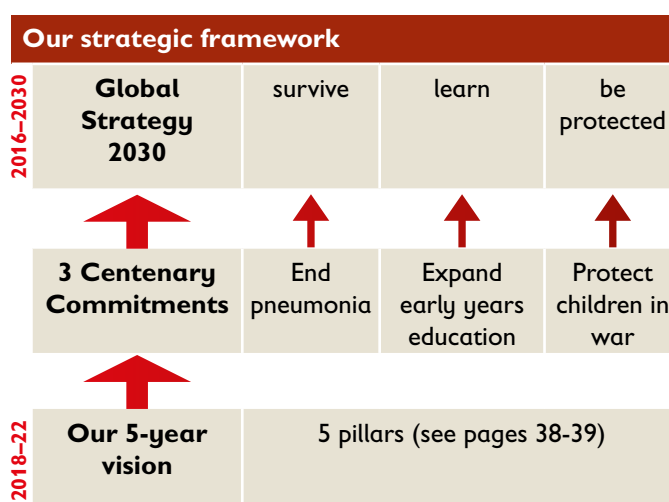 Our strategic framework
2016–2030
Global
Strategy
2030
survive
learn
be
protected
3 Centenary
Commitments
End
pneumonia
Expand
early years
education
Protect
children in
war
2018–22
Our 5-year
vision
5 pillars (see pages 38-39)